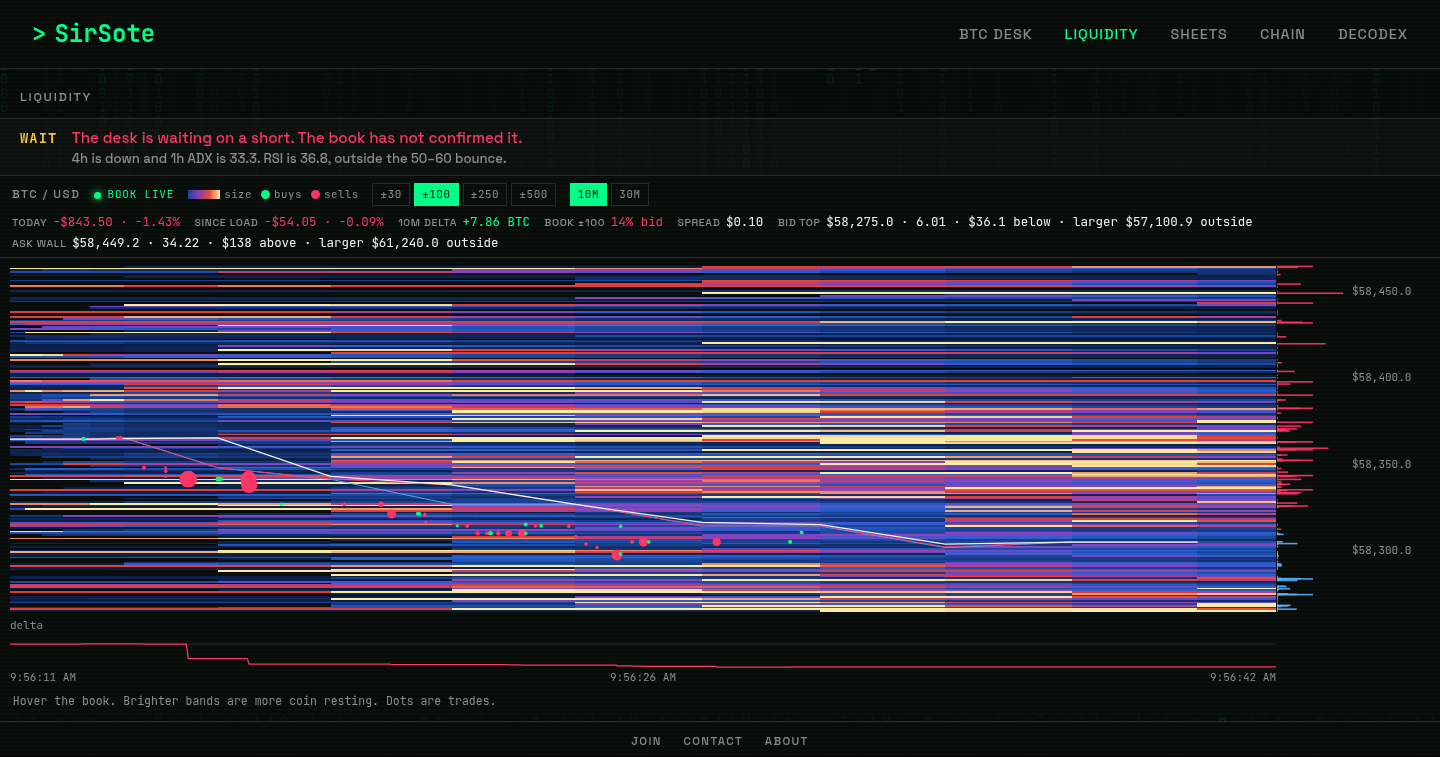 > SirSote
BTC DESK LIQUIDITY SHEETS CHAIN DECODEX
LIQUIDITY
WAIT The desk is waiting on a short. The book has not confirmed it.
4h is down and 1h ADX is 33.3. RSI is 36.8, outside the 50–60 bounce.
BTC / USD BOOK LIVE size buys sells ±30 ±100 ±250 ±500 10M 30M
TODAY -$843.50 · -1.43% SINCE LOAD -$54.05 · -0.09% 10M DELTA +7.86 BTC BOOK ±100 14% bid SPREAD $0.10 BID TOP $58,275.0 · 6.01 · $36.1 below · larger $57,100.9 outside
ASK WALL $58,449.2 · 34.22 · $138 above · larger $61,240.0 outside
$58,450.0
$58,400.0
$58,350.0
$58,300.0
delta
9:56:11 AM 9:56:26 AM 9:56:42 AM
Hover the book. Brighter bands are more coin resting. Dots are trades.
JOIN CONTACT ABOUT